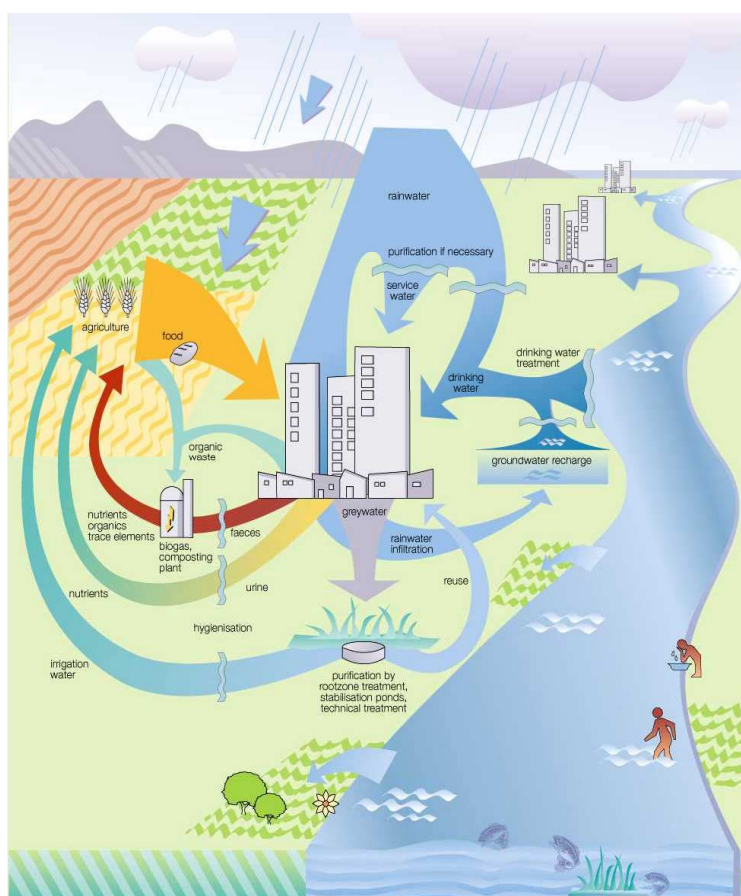 rainwater
purification if necessary
service
water
agriculture
food
drinking water
treatment
drinking
water
organic
waste
groundwater recharge
nutrients
organics
trace elements
biogas,
composting
plant
faeces
greywater
rainwater
infiltration
nutrients
urine
reuse
hygienisation
irrigation
water
purification by
rootzone treatment,
stabilisation ponds,
technical treatment